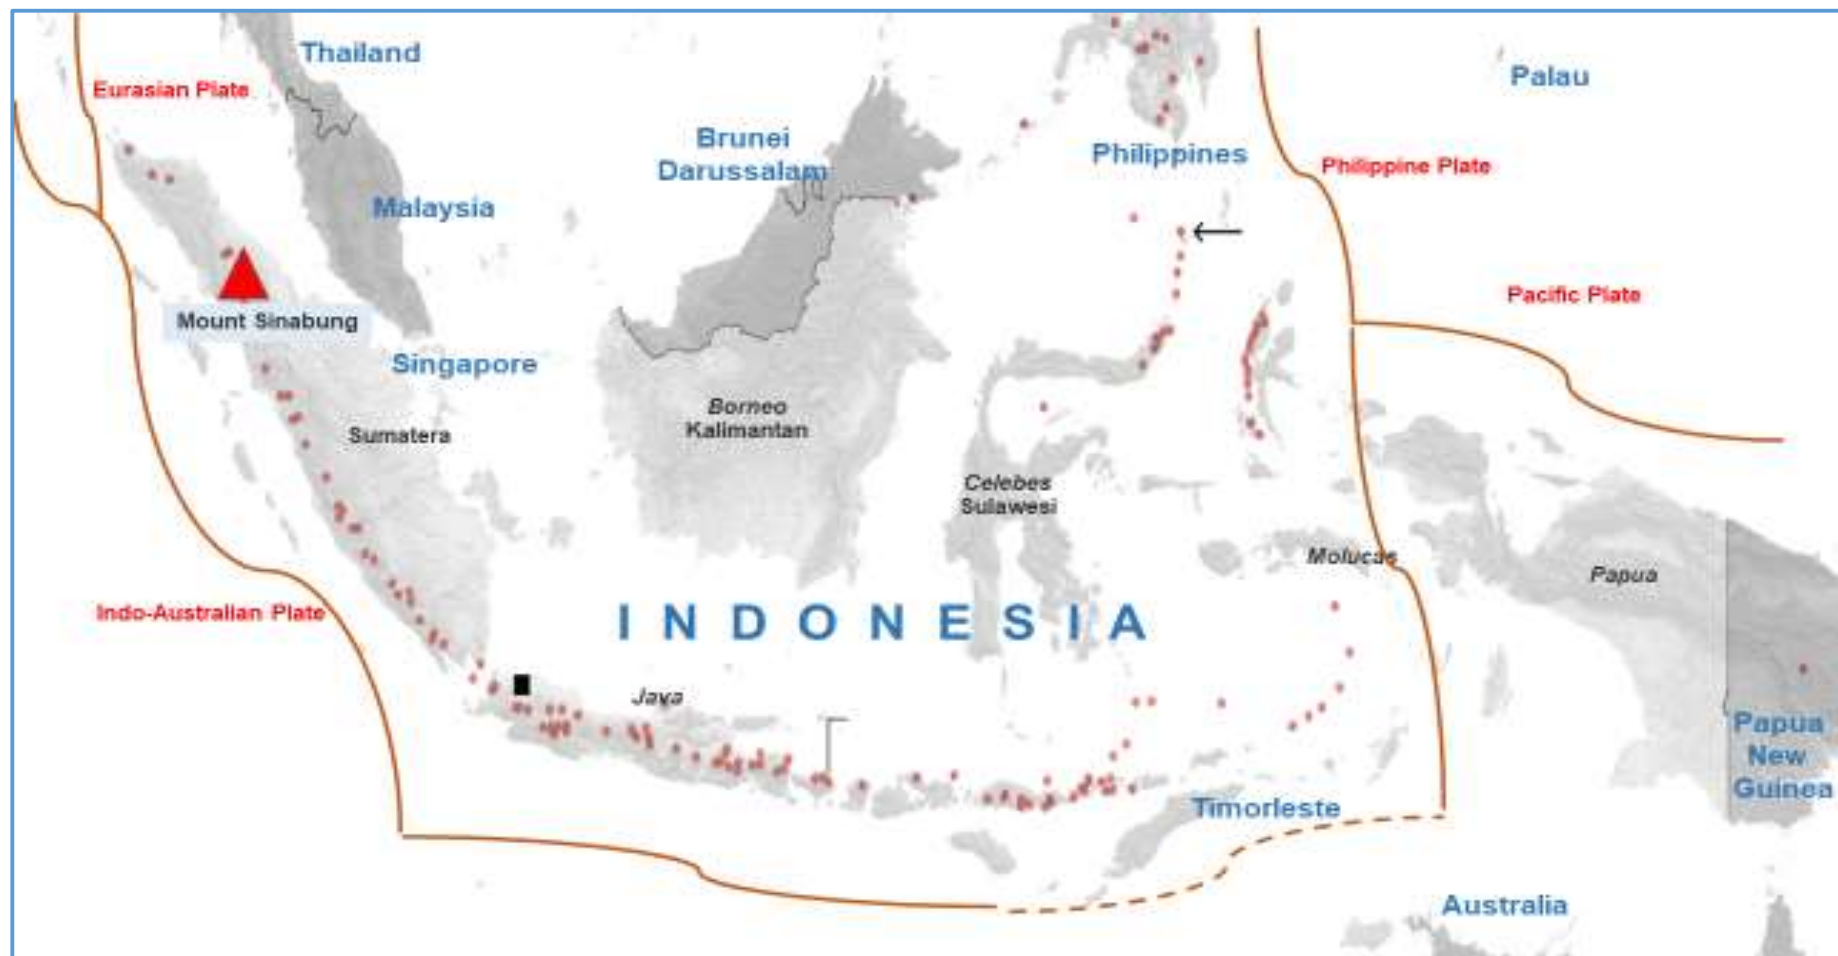 Thailand
Palau
Eurasian Plate
Brunei
Darussalam
Philippines
Philippine Plate
Malaysia
Pacific Plate
Mount Sinabung
Singapore
Borneo
Kalimantan
Sumatera
Celebes
Sulawesi
Molucas
Papua
Indo-Australian Plate
INDONESIA
Java
Papua
New
Guinea
Timorleste
Australia